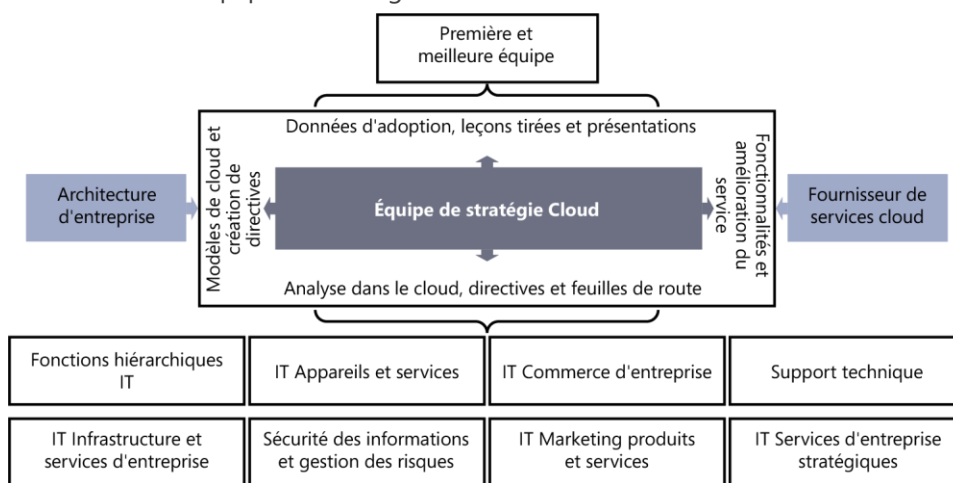 Première et
meilleure équipe
Données d'adoption, leçons tirées et présentations
Modèles de cloud et
création de
directives
Fonctionnalités et
amélioration du
service
Architecture
d'entreprise
Équipe de stratégie Cloud
Fournisseur de
services cloud
Analyse dans le cloud, directives et feuilles de route
Fonctions hiérarchiques
IT
IT Appareils et services
IT Commerce d'entreprise
Support technique
IT Infrastructure et
services d'entreprise
Sécurité des informations
et gestion des risques
IT Marketing produits
et services
IT Services d'entreprise
stratégiques